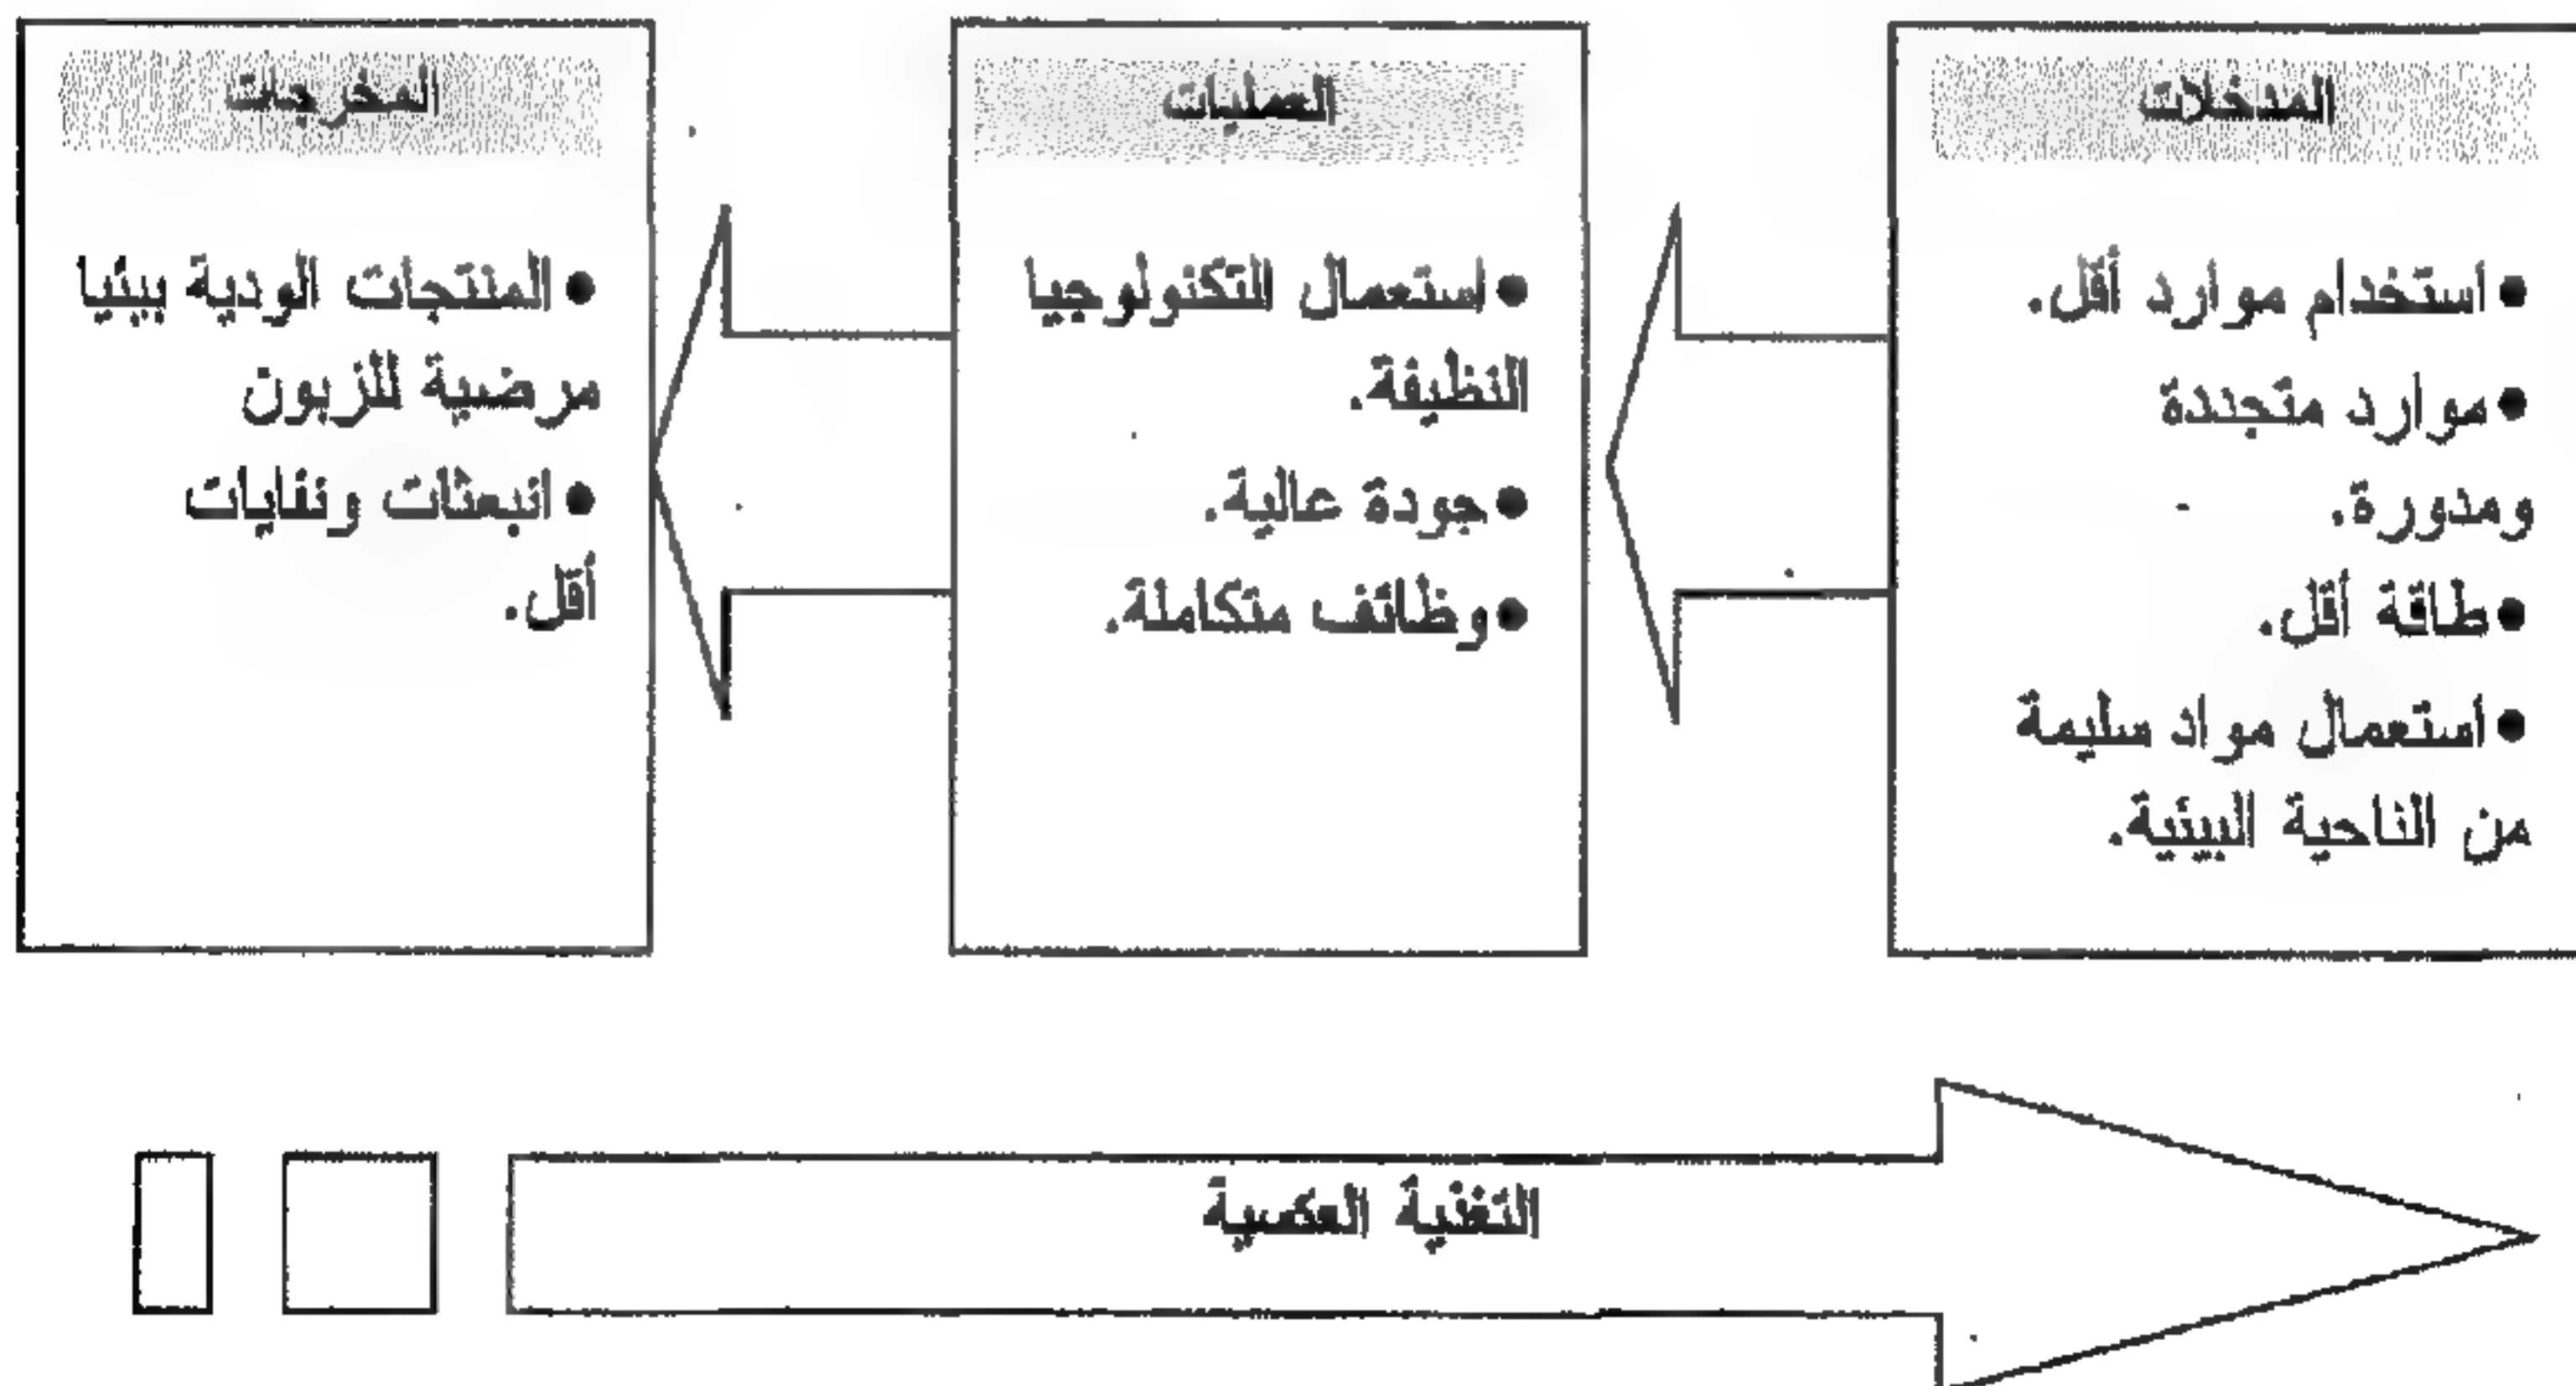 المدخلات
• استخدام موارد أقل.
• موارد متجددة
ومدورة.
• طاقة أقل.
• استعمال مواد سليمة
من الناحية البيئية.
العمليات
• استعمال التكنولوجيا
النظيفة.
• جودة عالية.
• وظائف متكاملة.
المخرجات
• المنتجات الودية بيئيا
مرضية للزبون
• انبعثات ونفايات
أقل.
التغذية العكسية